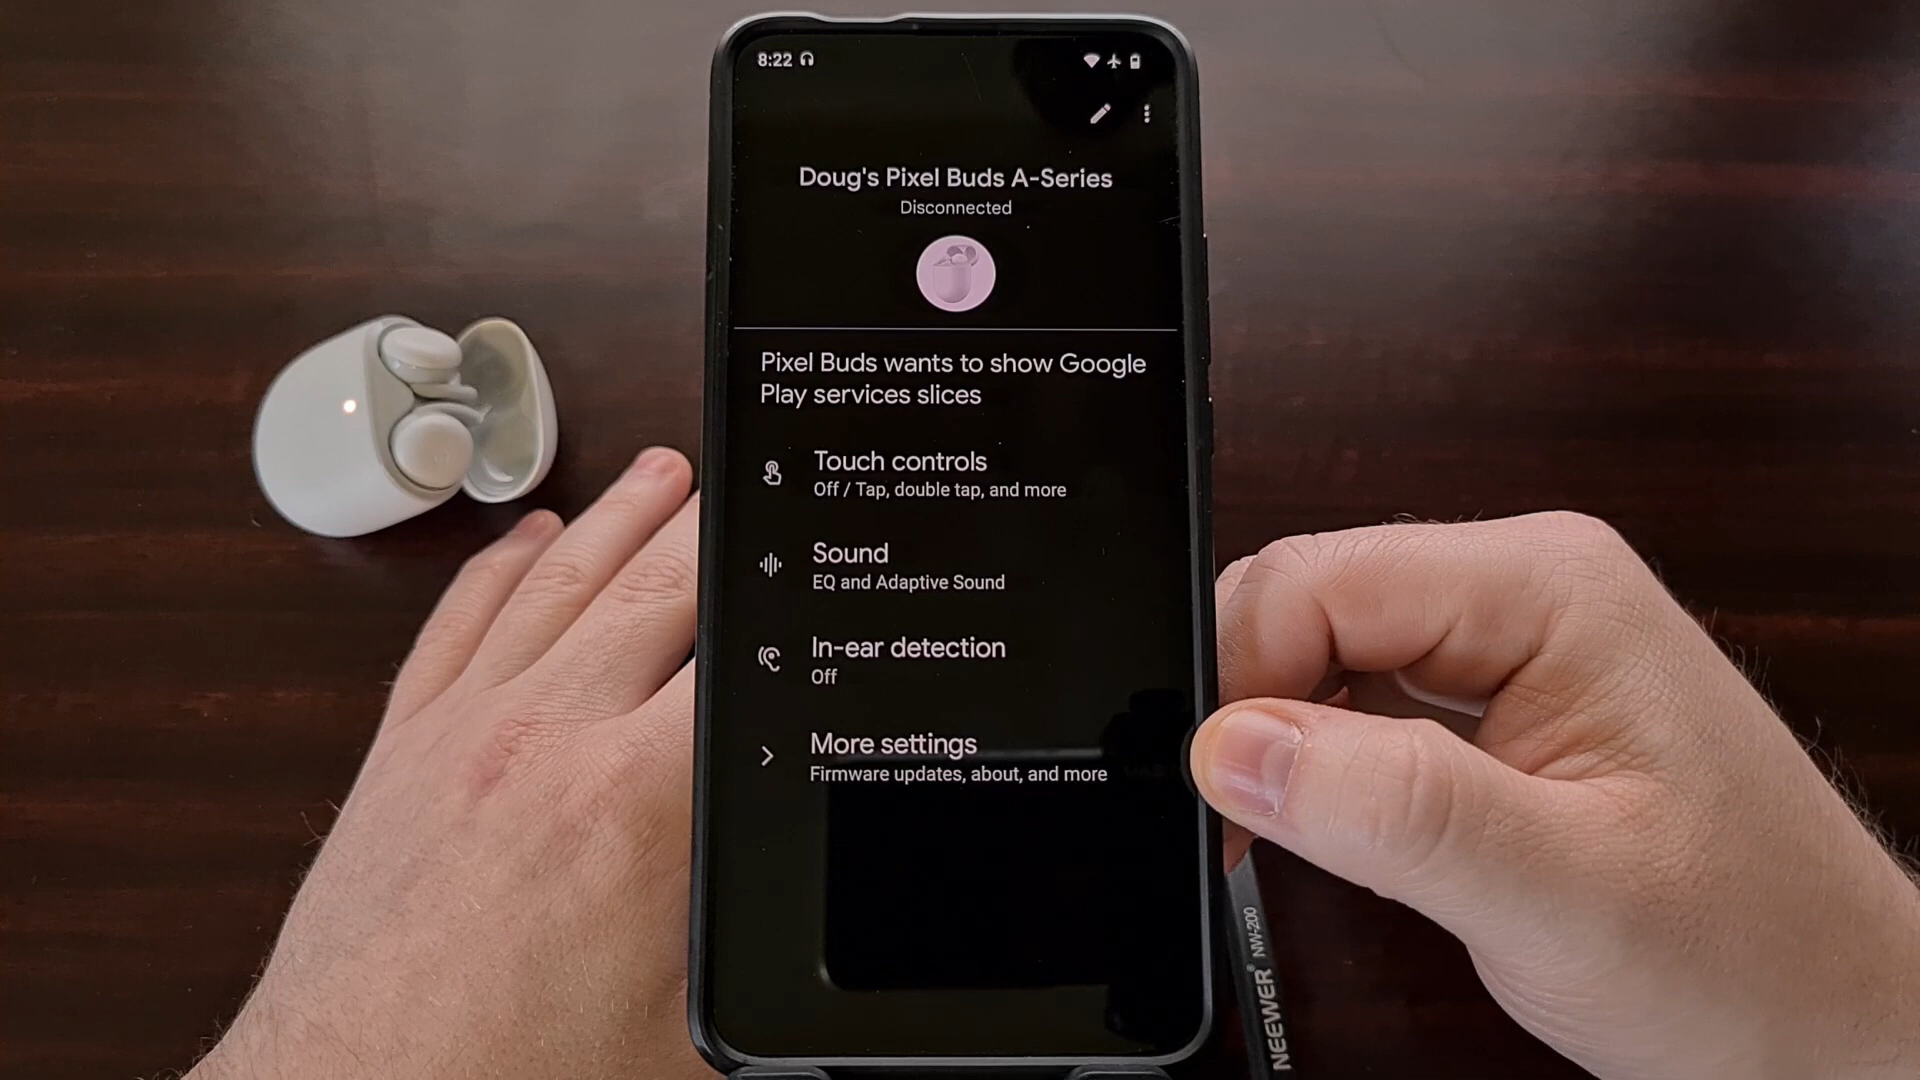 8:22
Doug's Pixel Buds A-Series
Disconnected
Pixel Buds wants to show Google
Play services slices
Touch controls
Off / Tap, double tap, and more
Sound
EQ and Adaptive Sound
In-ear detection
Off
More settings
Firmware updates, about, and more
NEEWER® NW-200